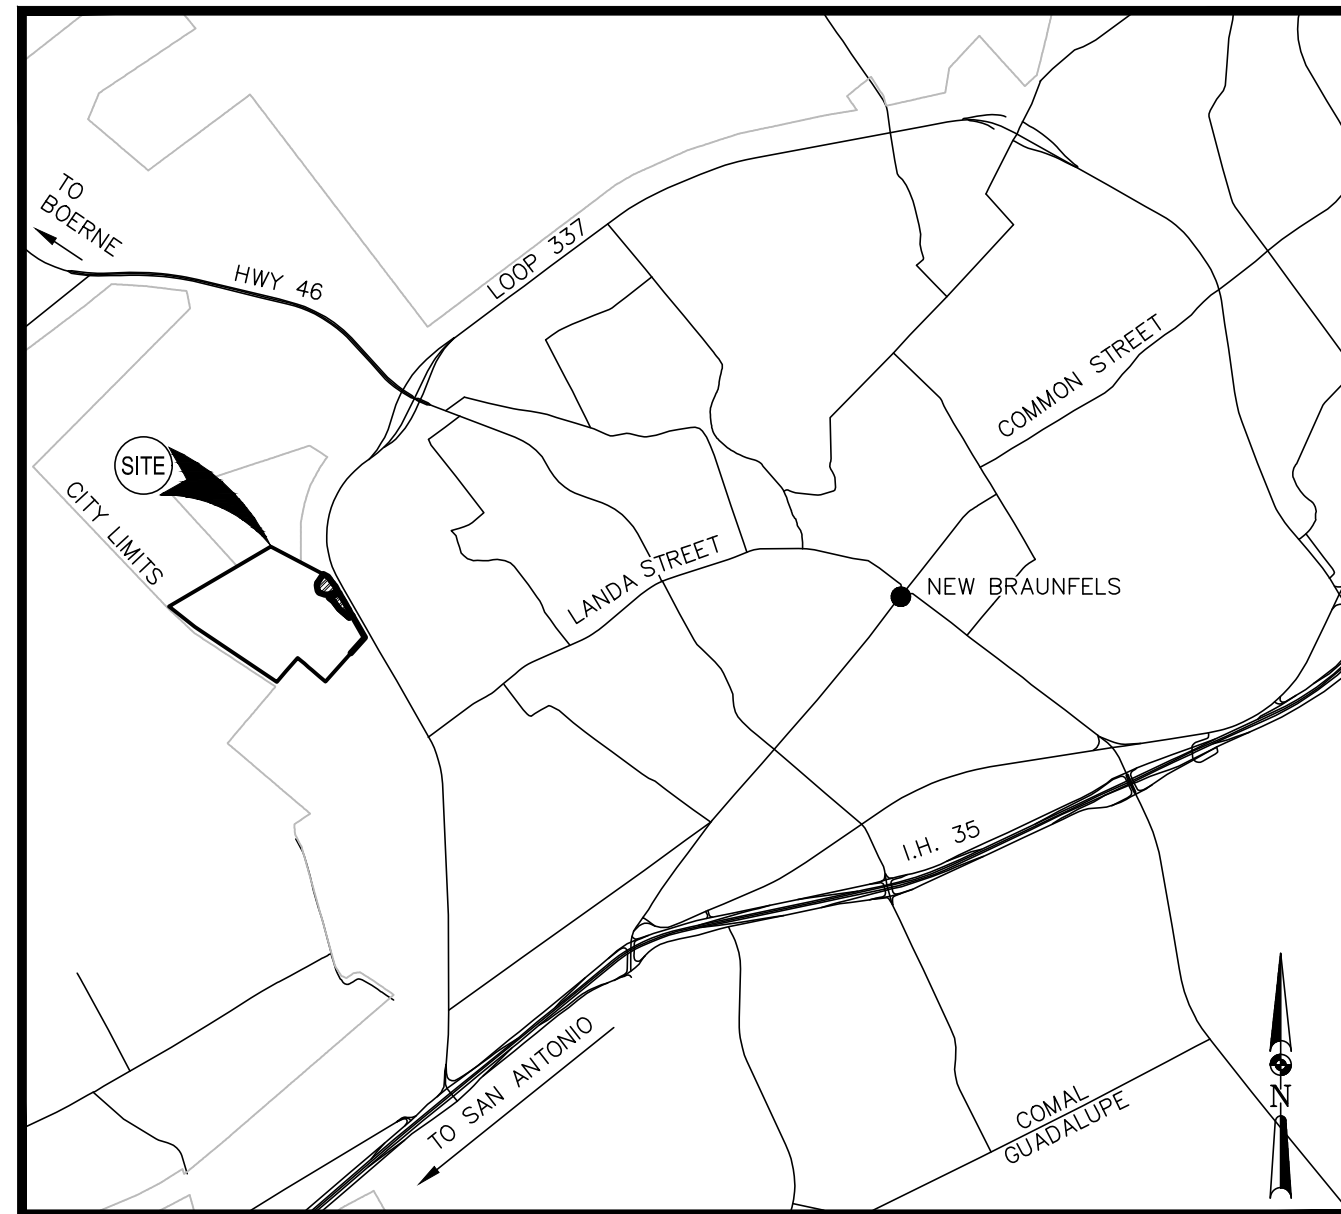 TO
BOERNE
HWY 46
LOOP 337
COMMON STREET
SITE
CITY LIMITS
LANDA STREET
NEW BRAUNFELS
I.H. 35
TO SAN ANTONIO
COMAL
GUADALUPE
N